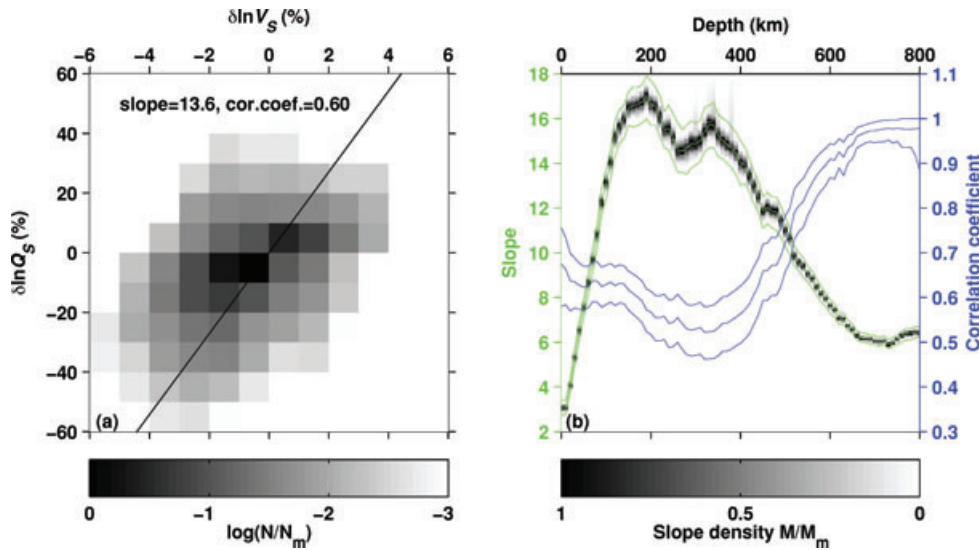 δlnV_S (%)
−6 −4 −2 0 2 4 6
60
40
20
0
−20
−40
−60
δlnQ_S (%)
slope=13.6, cor.coef.=0.60
(a)
0 −1 −2 −3
log(N/N_m)
Depth (km)
0 200 400 600 800
18
16
14
12
10
8
6
4
2
Slope
1.1
1
0.9
0.8
0.7
0.6
0.5
0.4
0.3
Correlation coefficient
(b)
1 0.5 0
Slope density M/M_m